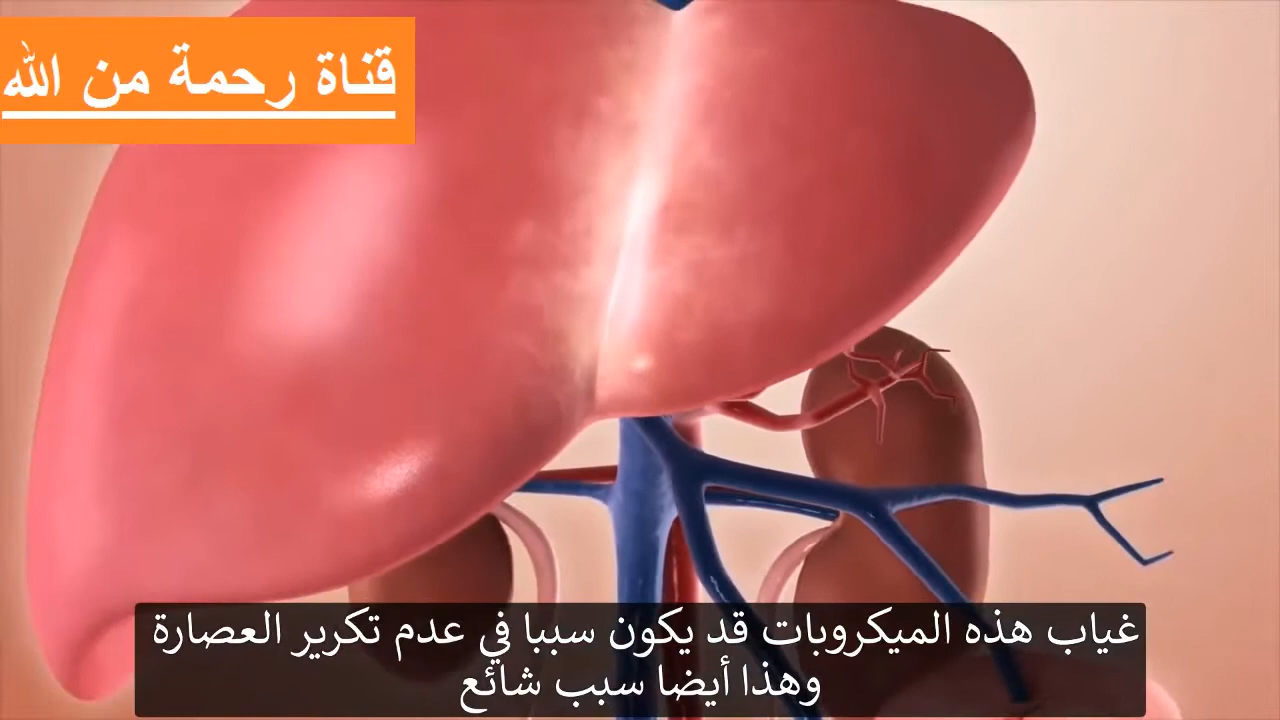 قناة رحمة من الله
غياب هذه الميكروبات قد يكون سببا في عدم تكرير العصارة
وهذا أيضا سبب شائع